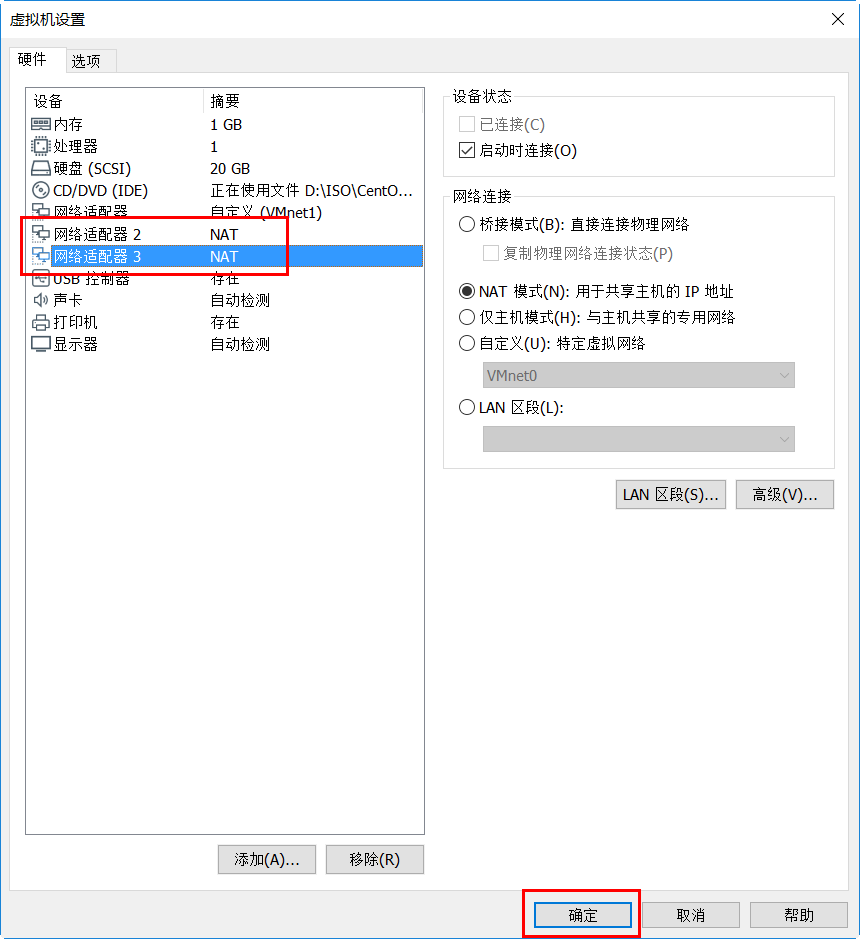 虚拟机设置
硬件 选项
设备 摘要
内存 1 GB
处理器 1
硬盘 (SCSI) 20 GB
CD/DVD (IDE) 正在使用文件 D:\ISO\CentO...
网络适配器 自定义 (VMnet1)
网络适配器 2 NAT
网络适配器 3 NAT
USB 控制器 存在
声卡 自动检测
打印机 存在
显示器 自动检测
添加(A)... 移除(R)
设备状态
已连接(C)
启动时连接(O)
网络连接
桥接模式(B): 直接连接物理网络
复制物理网络连接状态(P)
NAT 模式(N): 用于共享主机的 IP 地址
仅主机模式(H): 与主机共享的专用网络
自定义(U): 特定虚拟网络
VMnet0
LAN 区段(L):
LAN 区段(S)... 高级(V)...
确定 取消 帮助